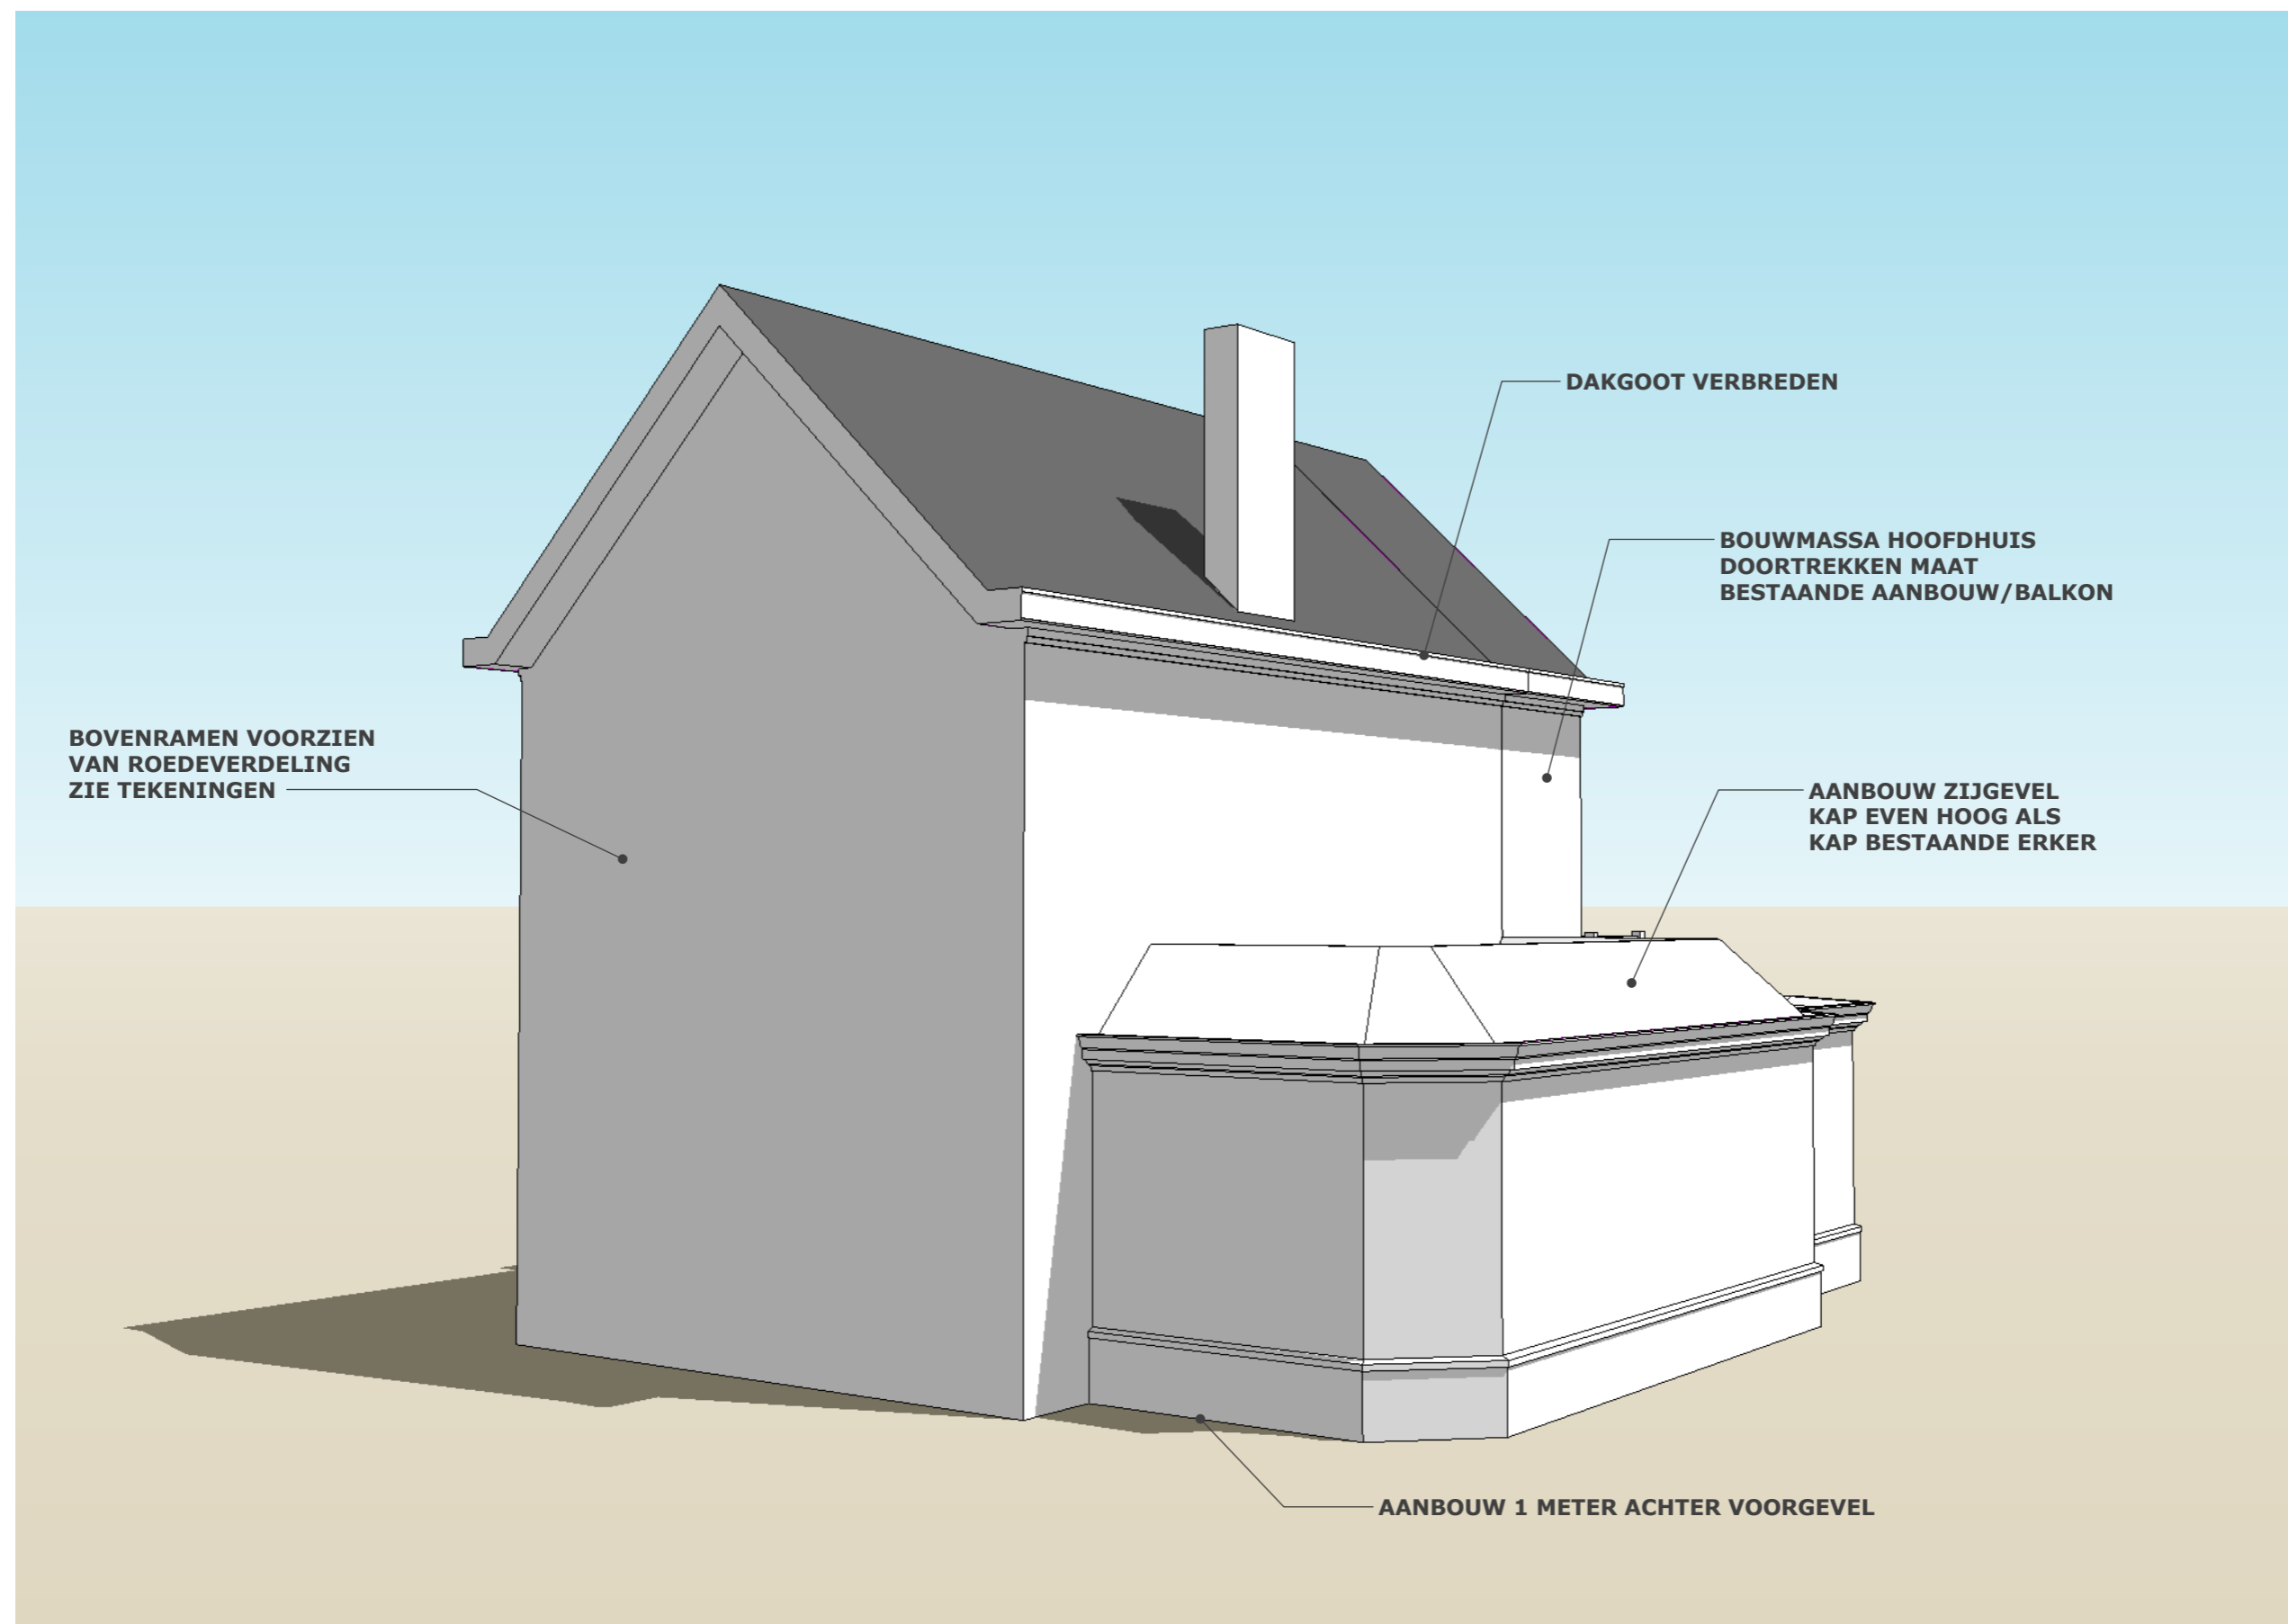 DAKGOOT VERBREDEN
BOUWMASSA HOOFDHUIS
DOORTREKKEN MAAT
BESTAANDE AANBOUW/BALKON
BOVENRAMEN VOORZIEN
VAN ROEDEVERDELING
ZIE TEKENINGEN
AANBOUW ZIJGEVEL
KAP EVEN HOOG ALS
KAP BESTAANDE ERKER
AANBOUW 1 METER ACHTER VOORGEVEL